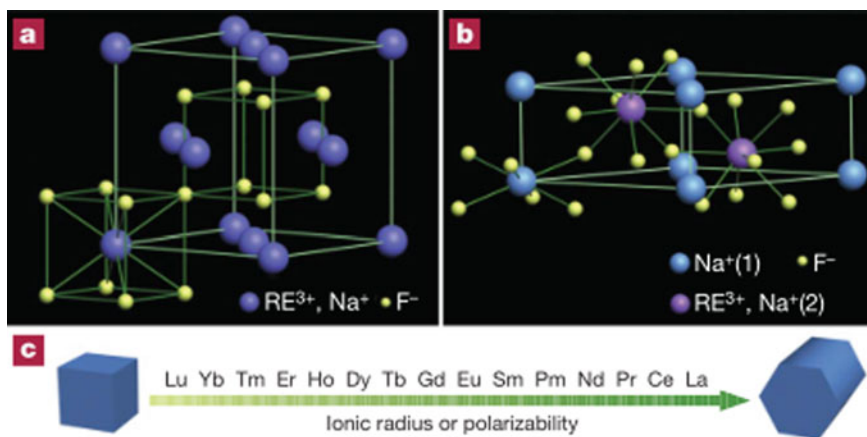 a
RE³⁺, Na⁺ F⁻
b
Na⁺(1) F⁻
RE³⁺, Na⁺(2)
c
Lu Yb Tm Er Ho Dy Tb Gd Eu Sm Pm Nd Pr Ce La
Ionic radius or polarizability